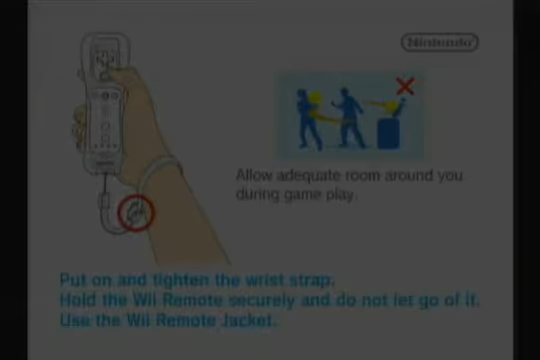 Nintendo
Allow adequate room around you
during game play.
Put on and tighten the wrist strap.
Hold the Wii Remote securely and do not let go of it.
Use the Wii Remote Jacket.